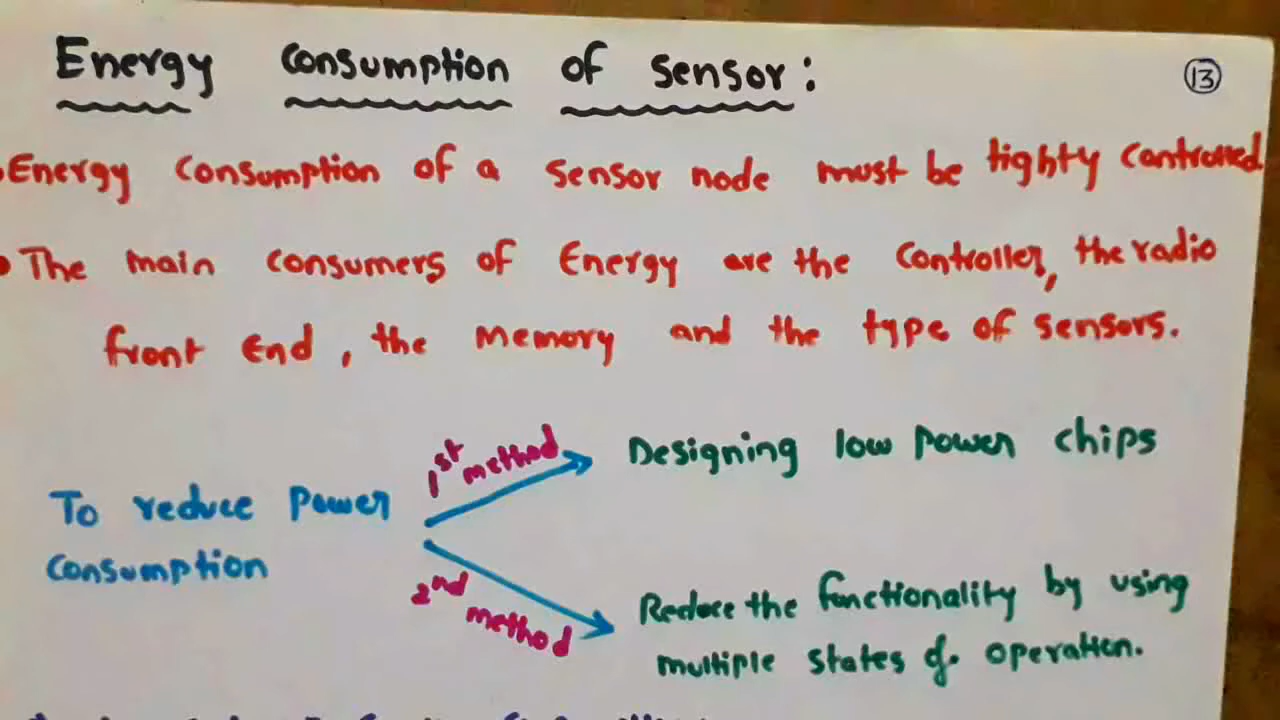 Energy consumption of sensor:
13
• Energy consumption of a sensor node must be tighty controlled.
• The main consumers of Energy are the controller, the radio
front End, the memory and the type of sensors.
1st method
Designing low power chips
To reduce power
consumption
2nd method
Reduce the functionality by using
multiple states of operation.